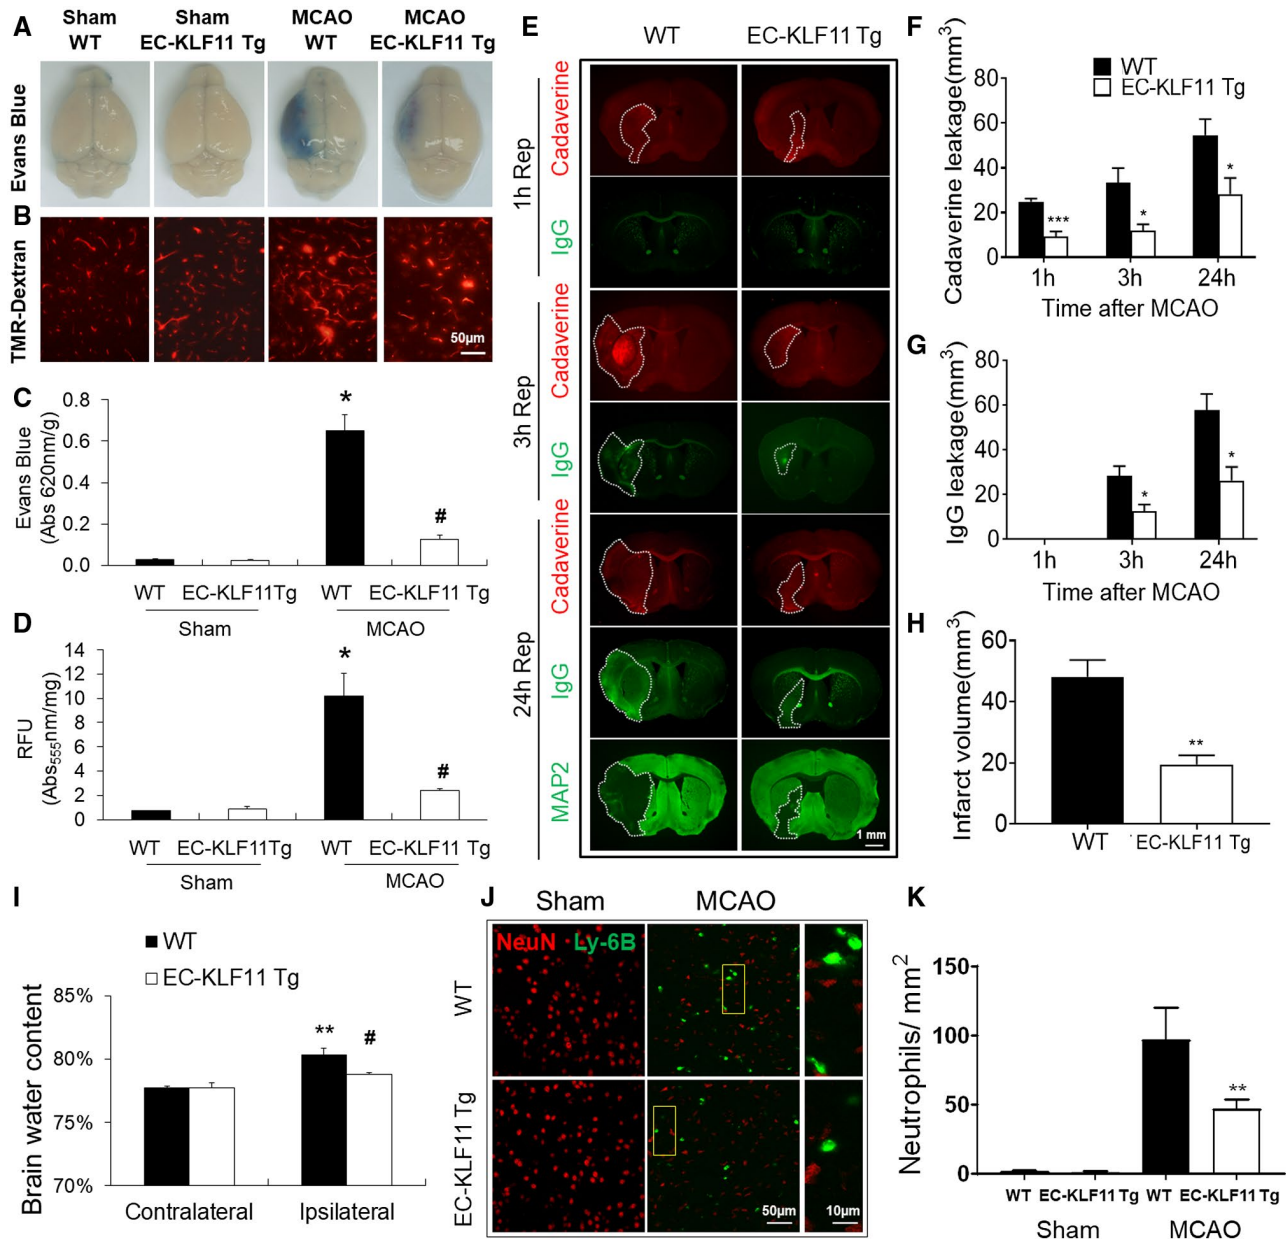 A
Sham
WT
Sham
EC-KLF11 Tg
MCAO
WT
MCAO
EC-KLF11 Tg
Evans Blue
B
TMR-Dextran
50μm
C
Evans Blue
(Abs 620nm/g)
0.8
0.6
0.4
0.2
0.0
*
#
WT EC-KLF11Tg WT EC-KLF11 Tg
Sham MCAO
D
RFU
(Abs555nm/mg)
14
12
10
8
6
4
2
0
*
#
WT EC-KLF11Tg WT EC-KLF11 Tg
Sham MCAO
E
WT EC-KLF11 Tg
1h Rep
Cadaverine
IgG
3h Rep
Cadaverine
IgG
24h Rep
Cadaverine
IgG
MAP2
1 mm
F
Cadaverine leakage(mm3)
WT
EC-KLF11 Tg
80
60
40
20
0
***
*
*
1h 3h 24h
Time after MCAO
G
IgG leakage(mm3)
80
60
40
20
0
*
*
1h 3h 24h
Time after MCAO
H
Infarct volume(mm3)
60
40
20
0
**
WT EC-KLF11 Tg
I
WT
EC-KLF11 Tg
Brain water content
85%
80%
75%
70%
**
#
Contralateral Ipsilateral
J
Sham MCAO
NeuN Ly-6B
WT
EC-KLF11 Tg
50μm
10μm
K
Neutrophils/ mm2
150
100
50
0
**
WT EC-KLF11 Tg WT EC-KLF11 Tg
Sham MCAO